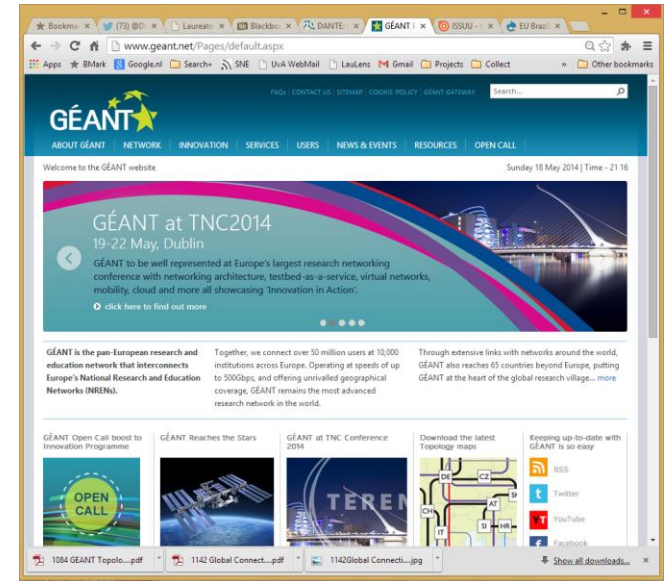 Bookma
(73) @D
Laureate
Blackbo
DANTE
GÉANT
ISSUU -
EU Brazil
www.geant.net/Pages/default.aspx
Apps BMark Google.nl Search+ SNE UvA WebMail LauLens Gmail Projects Collect » Other bookmarks
FAQs | CONTACT US | SITEMAP | COOKIE POLICY | GÉANT GATEWAY Search...
GÉANT
ABOUT GÉANT NETWORK INNOVATION SERVICES USERS NEWS & EVENTS RESOURCES OPEN CALL
Welcome to the GÉANT website Sunday 18 May 2014 | Time - 21 16
GÉANT at TNC2014
19-22 May, Dublin
GÉANT to be well represented at Europe's largest research networking
conference with networking architecture, testbed-as-a-service, virtual networks,
mobility, cloud and more all showcasing 'Innovation in Action'.
click here to find out more
GÉANT is the pan-European research and
education network that interconnects
Europe's National Research and Education
Networks (NRENs).
Together, we connect over 50 million users at 10,000
institutions across Europe. Operating at speeds of up
to 500Gbps, and offering unrivalled geographical
coverage, GÉANT remains the most advanced
research network in the world.
Through extensive links with networks around the world,
GÉANT also reaches 65 countries beyond Europe, putting
GÉANT at the heart of the global research village... more
GÉANT Open Call boost to
Innovation Programme
OPEN
CALL
GÉANT Reaches the Stars
GÉANT at TNC Conference
2014
TEREN
Download the latest
Topology maps
DE
CZ
AT
CH
SI
HR
IT
Keeping up-to-date with
GÉANT is so easy
RSS
Twitter
YouTube
Facebook
1084 GEANT Topolo....pdf 1142 Global Connect....pdf 1142Global Connecti....jpg Show all downloads...